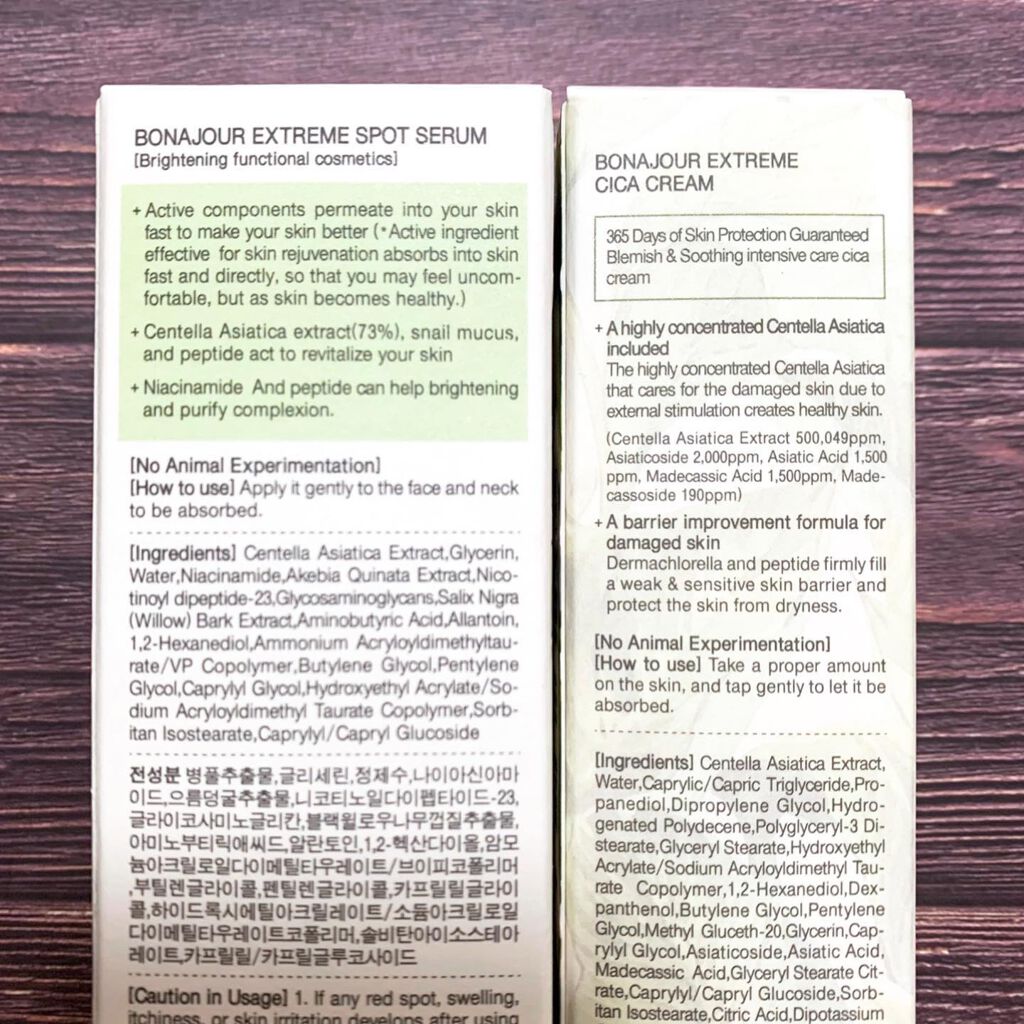 BONAJOUR EXTREME SPOT SERUM
[Brightening functional cosmetics]
+ Active components permeate into your skin
fast to make your skin better (*Active ingredient
effective for skin rejuvenation absorbs into skin
fast and directly, so that you may feel uncom-
fortable, but as skin becomes healthy.)
+ Centella Asiatica extract(73%), snail mucus,
and peptide act to revitalize your skin
+ Niacinamide And peptide can help brightening
and purify complexion.
[No Animal Experimentation]
[How to use] Apply it gently to the face and neck
to be absorbed.
[Ingredients] Centella Asiatica Extract,Glycerin,
Water,Niacinamide,Akebia Quinata Extract,Nico-
tinoyl dipeptide-23,Glycosaminoglycans,Salix Nigra
(Willow) Bark Extract,Aminobutyric Acid,Allantoin,
1,2-Hexanediol,Ammonium Acryloyldimethyltau-
rate/VP Copolymer,Butylene Glycol,Pentylene
Glycol,Caprylyl Glycol,Hydroxyethyl Acrylate/So-
dium Acryloyldimethyl Taurate Copolymer,Sorb-
itan Isostearate,Caprylyl/Capryl Glucoside
전성분 병풀추출물,글리세린,정제수,나이아신아마
이드,으름덩굴추출물,니코티노일다이펩타이드-23,
글라이코사미노글리칸,블랙윌로우나무껍질추출물,
아미노부티릭애씨드,알란토인,1,2-헥산다이올,암모
늄아크릴로일다이메틸타우레이트/브이피코폴리머
,부틸렌글라이콜,펜틸렌글라이콜,카프릴릴글라이
콜,하이드록시에틸아크릴레이트/소듐아크릴로일
다이메틸타우레이트코폴리머,솔비탄아이소스테아
레이트,카프릴릴/카프릴글루코사이드
[Caution in Usage] 1. If any red spot, swelling,
itchiness, or skin irritation develops after using
BONAJOUR EXTREME
CICA CREAM
365 Days of Skin Protection Guaranteed
Blemish & Soothing intensive care cica
cream
+ A highly concentrated Centella Asiatica
included
The highly concentrated Centella Asiatica
that cares for the damaged skin due to
external stimulation creates healthy skin.
(Centella Asiatica Extract 500,049ppm,
Asiaticoside 2,000ppm, Asiatic Acid 1,500
ppm, Madecassic Acid 1,500ppm, Made-
cassoside 190ppm)
+ A barrier improvement formula for
damaged skin
Dermachlorella and peptide firmly fill
a weak & sensitive skin barrier and
protect the skin from dryness.
[No Animal Experimentation]
[How to use] Take a proper amount
on the skin, and tap gently to let it be
absorbed.
[Ingredients] Centella Asiatica Extract,
Water,Caprylic/Capric Triglyceride,Pro-
panediol,Dipropylene Glycol,Hydro-
genated Polydecene,Polyglyceryl-3 Di-
stearate,Glyceryl Stearate,Hydroxyethyl
Acrylate/Sodium Acryloyldimethyl Tau-
rate Copolymer,1,2-Hexanediol,Dex-
panthenol,Butylene Glycol,Pentylene
Glycol,Methyl Gluceth-20,Glycerin,Cap-
rylyl Glycol,Asiaticoside,Asiatic Acid,
Madecassic Acid,Glyceryl Stearate Cit-
rate,Caprylyl/Capryl Glucoside,Sorb-
itan Isostearate,Citric Acid,Dipotassium